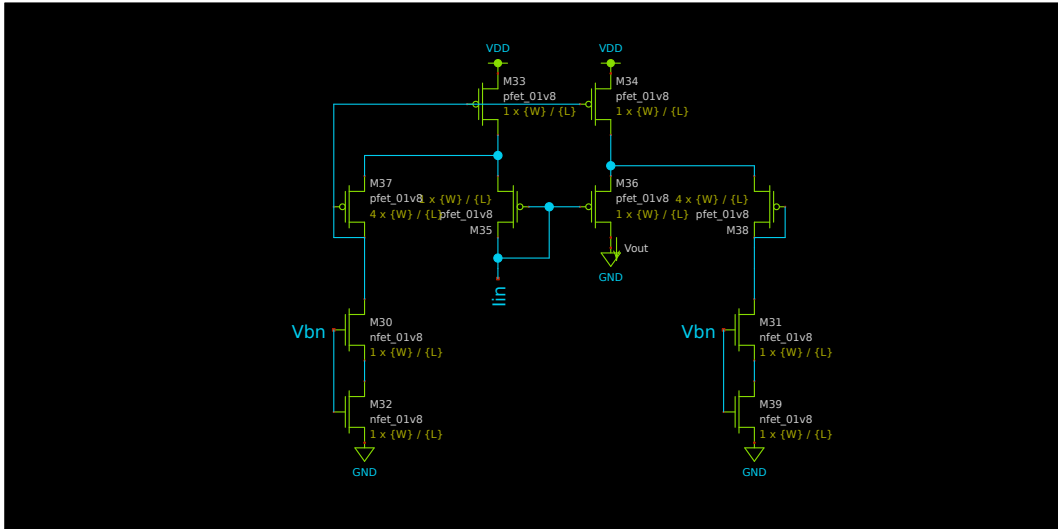 VDD
VDD
M33
pfet_01v8
1 x {W} / {L}
M34
pfet_01v8
1 x {W} / {L}
M37
pfet_01v8
4 x {W} / {L}
1 x {W} / {L}
pfet_01v8
M35
M36
pfet_01v8
1 x {W} / {L}
4 x {W} / {L}
pfet_01v8
M38
Vout
GND
Iin
Vbn
M30
nfet_01v8
1 x {W} / {L}
Vbn
M31
nfet_01v8
1 x {W} / {L}
M32
nfet_01v8
1 x {W} / {L}
M39
nfet_01v8
1 x {W} / {L}
GND
GND